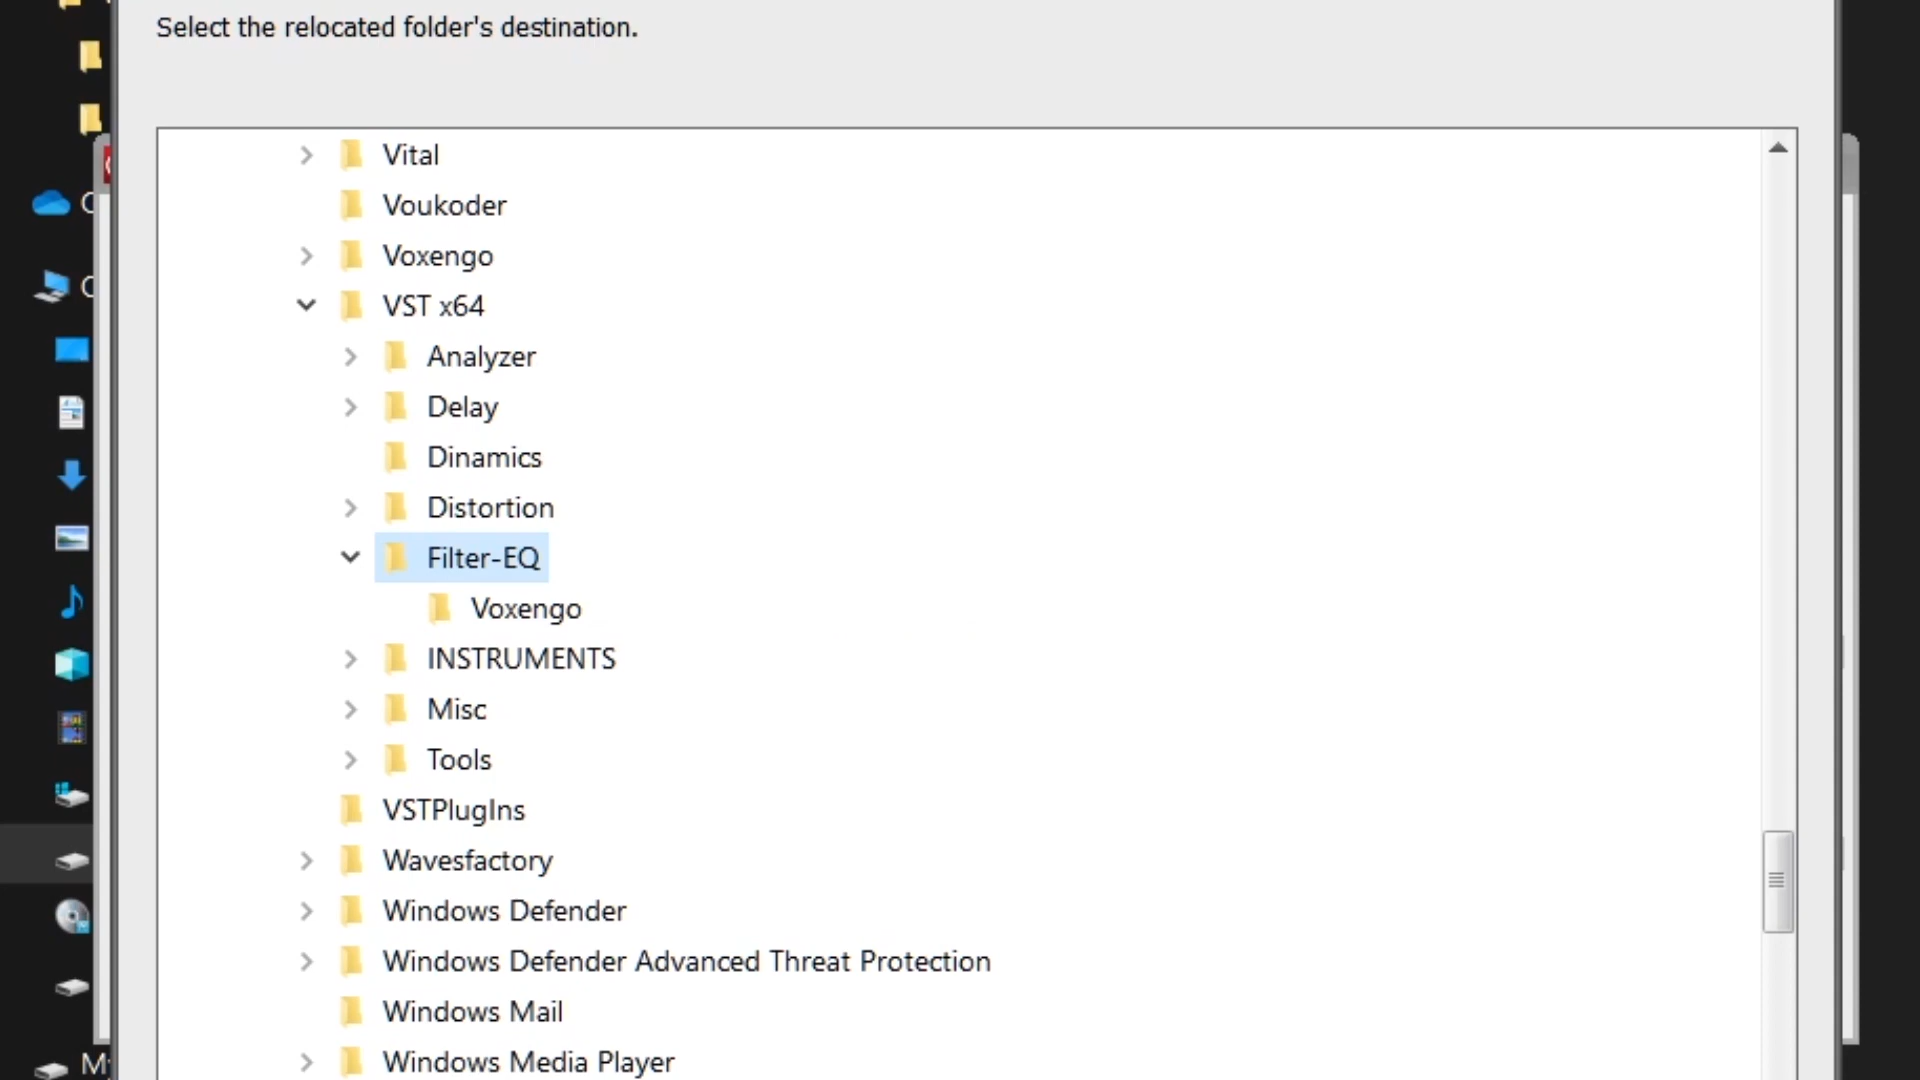 Select the relocated folder's destination.
Vital
Voukoder
Voxengo
VST x64
Analyzer
Delay
Dinamics
Distortion
Filter-EQ
Voxengo
INSTRUMENTS
Misc
Tools
VSTPlugIns
Wavesfactory
Windows Defender
Windows Defender Advanced Threat Protection
Windows Mail
Windows Media Player